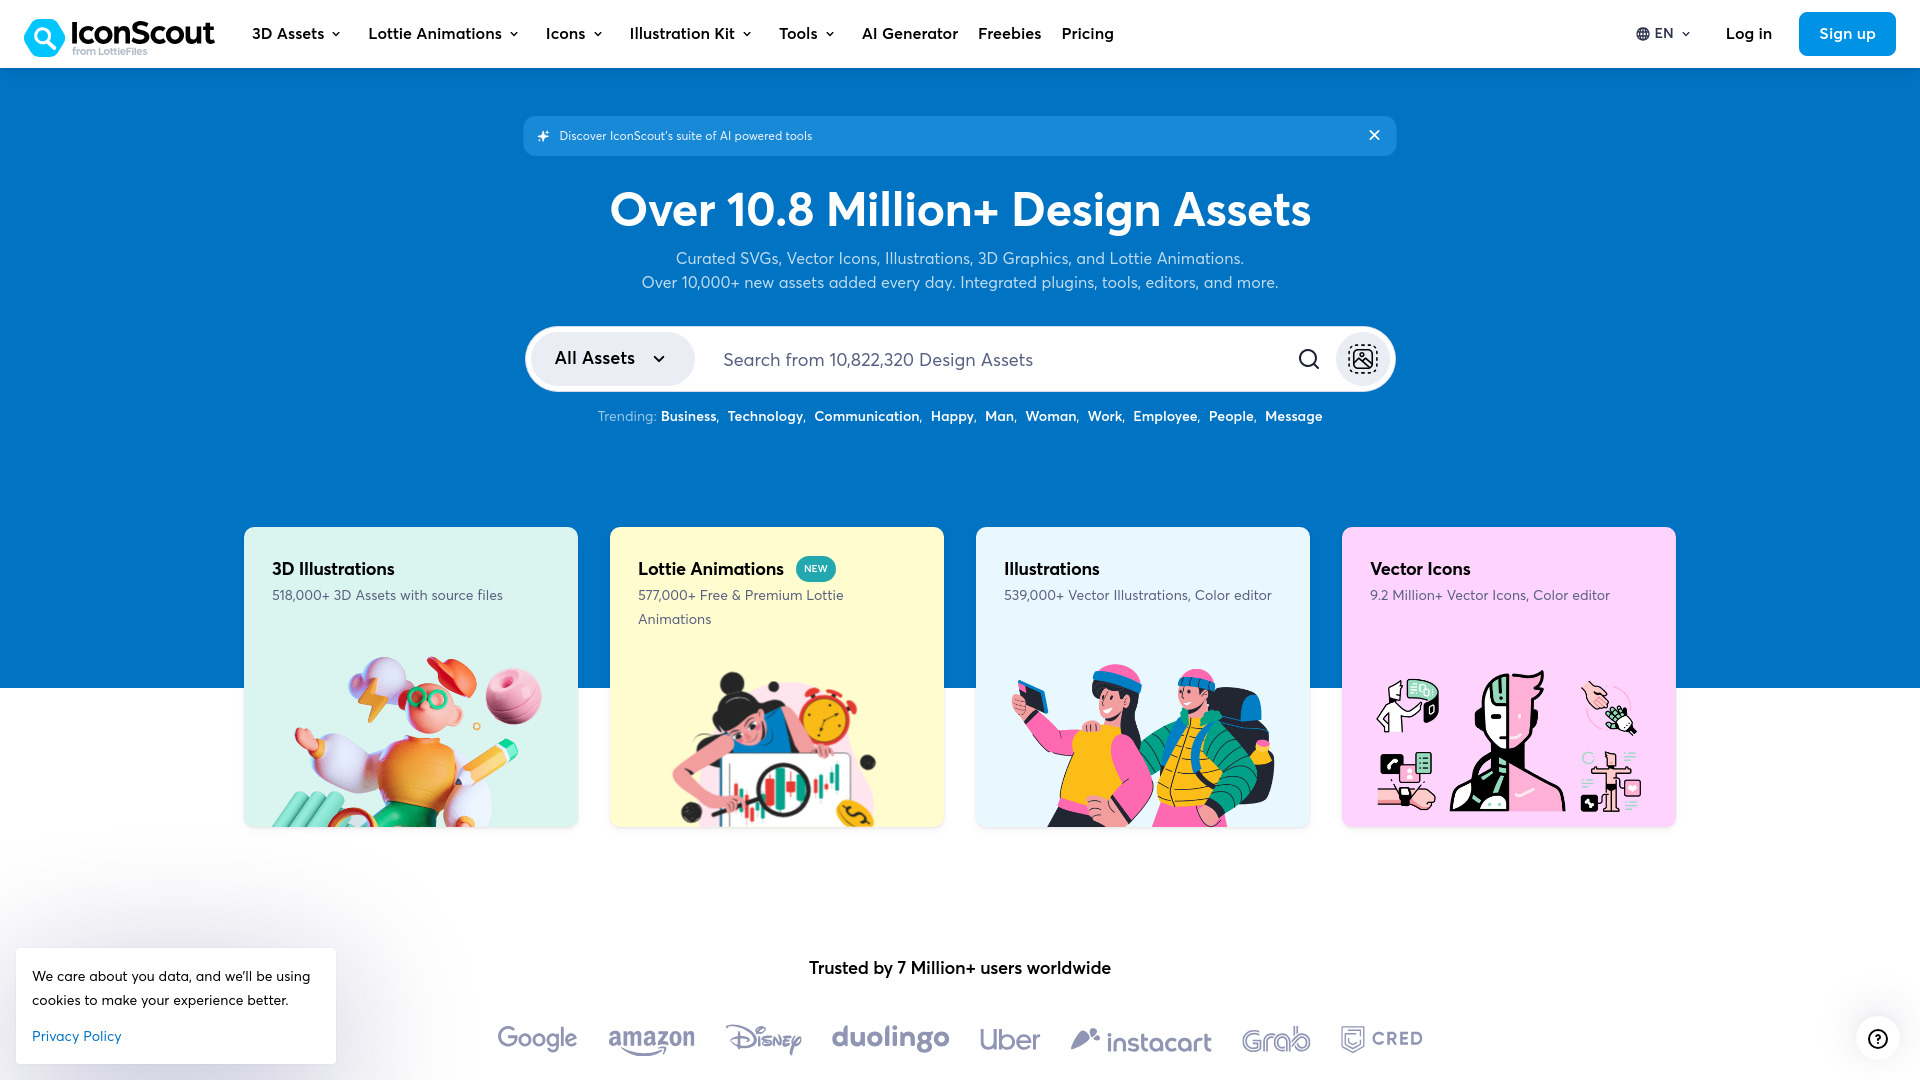 IconScout
from LottieFiles
3D Assets
Lottie Animations
Icons
Illustration Kit
Tools
AI Generator
Freebies
Pricing
EN
Log in
Sign up
Discover IconScout's suite of AI powered tools
Over 10.8 Million+ Design Assets
Curated SVGs, Vector Icons, Illustrations, 3D Graphics, and Lottie Animations.
Over 10,000+ new assets added every day. Integrated plugins, tools, editors, and more.
All Assets
Search from 10,822,320 Design Assets
Trending: Business, Technology, Communication, Happy, Man, Woman, Work, Employee, People, Message
3D Illustrations
518,000+ 3D Assets with source files
Lottie Animations NEW
577,000+ Free & Premium Lottie
Animations
Illustrations
539,000+ Vector Illustrations, Color editor
Vector Icons
9.2 Million+ Vector Icons, Color editor
Trusted by 7 Million+ users worldwide
Google
amazon
Disney
duolingo
Uber
instacart
Grab
CRED
We care about you data, and we'll be using
cookies to make your experience better.
Privacy Policy